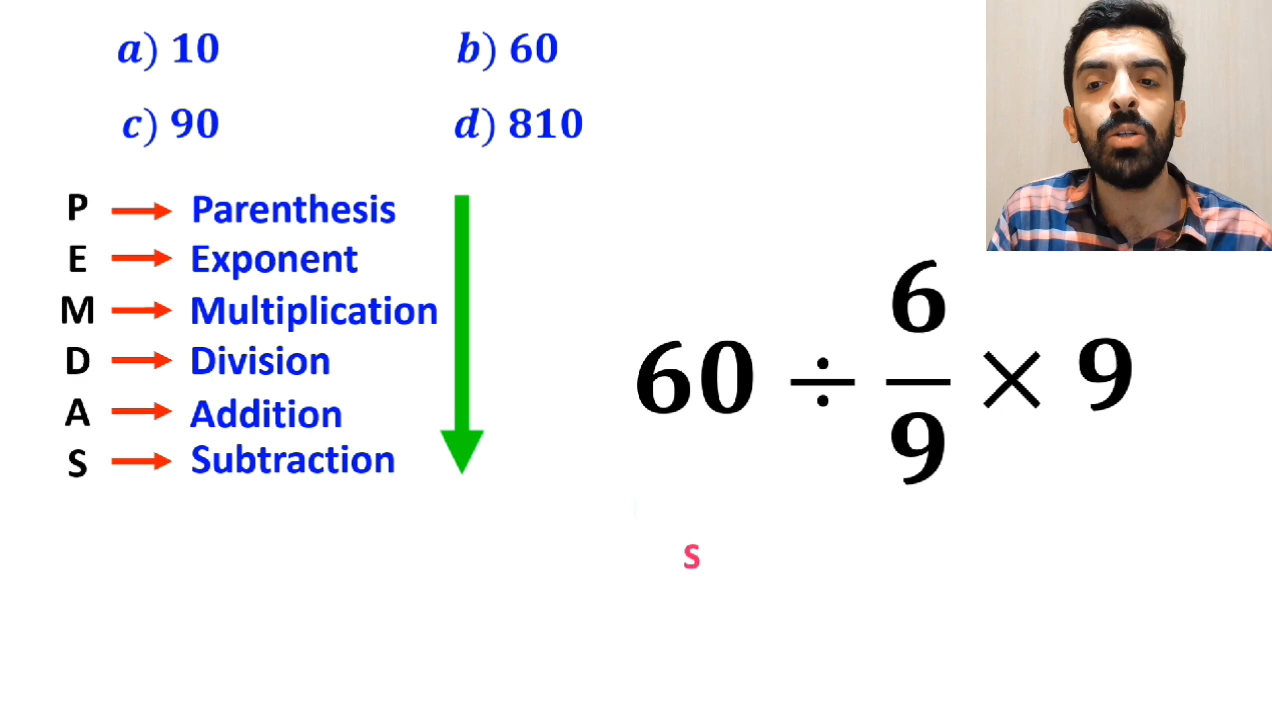 a) 10
b) 60
c) 90
d) 810
P → Parenthesis
E → Exponent
M → Multiplication
D → Division
A → Addition
S → Subtraction
60 ÷ 6/9 × 9
S